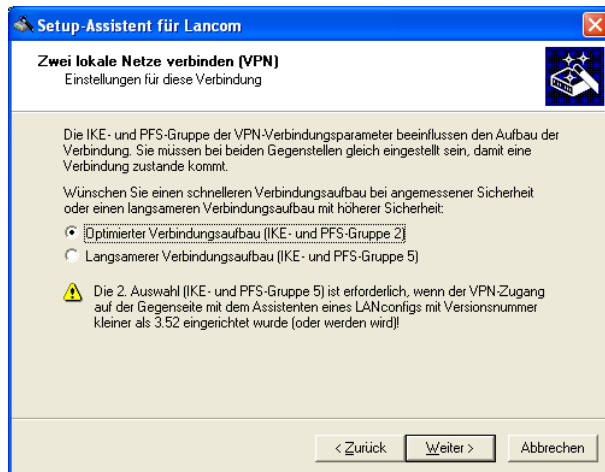 Setup-Assistent für Lancom
Zwei lokale Netze verbinden (VPN)
Einstellungen für diese Verbindung
Die IKE- und PFS-Gruppe der VPN-Verbindungsparameter beeinflussen den Aufbau der
Verbindung. Sie müssen bei beiden Gegenstellen gleich eingestellt sein, damit eine
Verbindung zustande kommt.
Wünschen Sie einen schnelleren Verbindungsaufbau bei angemessener Sicherheit
oder einen langsameren Verbindungsaufbau mit höherer Sicherheit:
Optimierter Verbindungsaufbau (IKE- und PFS-Gruppe 2)
Langsamerer Verbindungsaufbau (IKE- und PFS-Gruppe 5)
Die 2. Auswahl (IKE- und PFS-Gruppe 5) ist erforderlich, wenn der VPN-Zugang
auf der Gegenseite mit dem Assistenten eines LANconfigs mit Versionsnummer
kleiner als 3.52 eingerichtet wurde (oder werden wird)!
< Zurück Weiter > Abbrechen